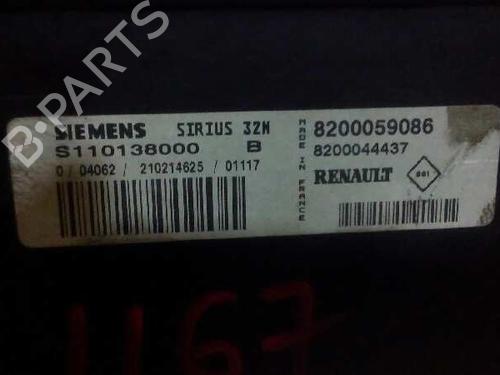 SIEMENS SIRIUS 32N
S110138000 B
0 / 04062 / 210214625 / 01117
MADE IN FRANCE
8200059086
8200044437
RENAULT
1167
B-PARTS